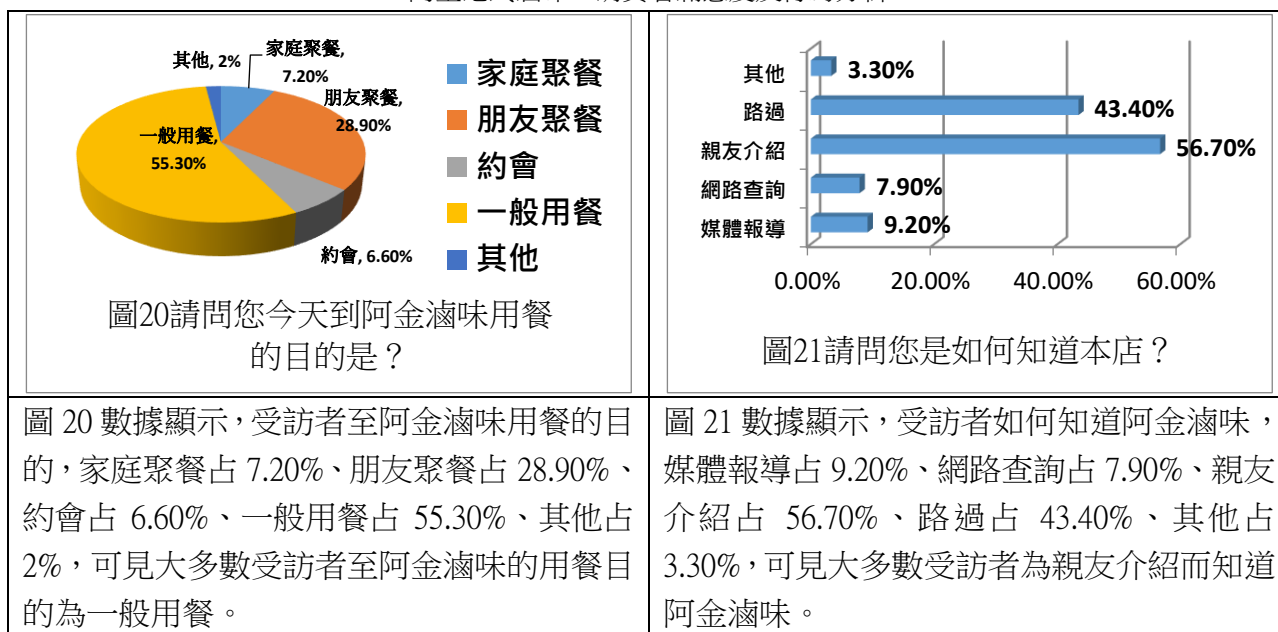 其他, 2%
家庭聚餐,
7.20%
朋友聚餐,
28.90%
一般用餐,
55.30%
約會, 6.60%
家庭聚餐
朋友聚餐
約會
一般用餐
其他
圖20請問您今天到阿金滷味用餐
的目的是？
其他
路過
親友介紹
網路查詢
媒體報導
3.30%
43.40%
56.70%
7.90%
9.20%
0.00%
20.00%
40.00%
60.00%
圖21請問您是如何知道本店？
圖 20 數據顯示，受訪者至阿金滷味用餐的目
的，家庭聚餐占 7.20%、朋友聚餐占 28.90%、
約會占 6.60%、一般用餐占 55.30%、其他占
2%，可見大多數受訪者至阿金滷味的用餐目
的為一般用餐。
圖 21 數據顯示，受訪者如何知道阿金滷味，
媒體報導占 9.20%、網路查詢占 7.90%、親友
介紹占 56.70%、路過占 43.40%、其他占
3.30%，可見大多數受訪者為親友介紹而知道
阿金滷味。